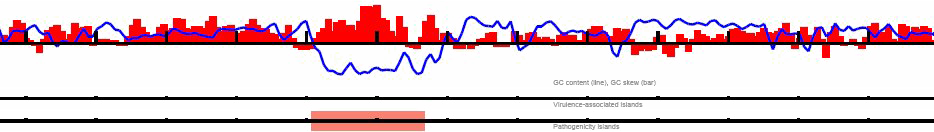 GC content (line), GC skew (bar)
Virulence-associated islands
Pathogenicity islands